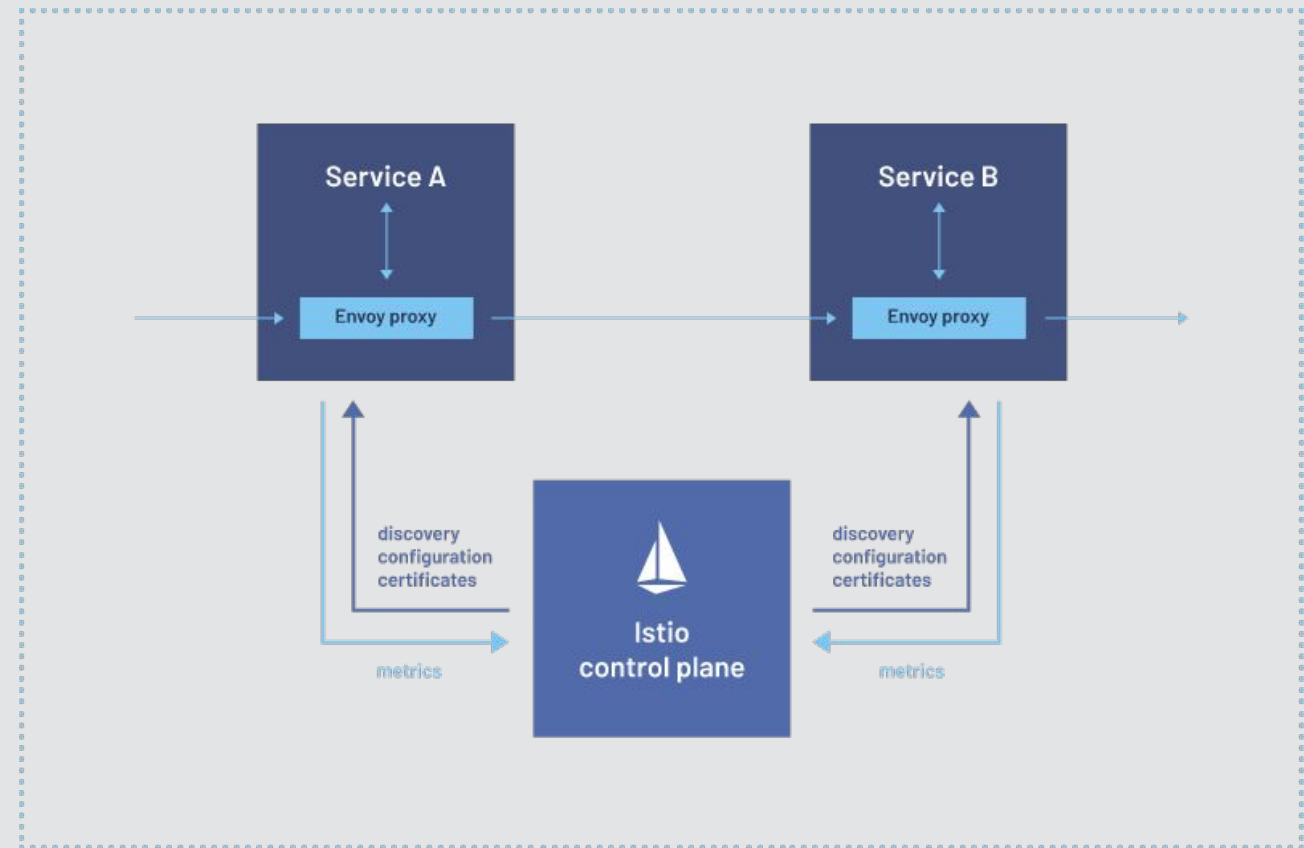 Service A
Service B
Envoy proxy
Envoy proxy
discovery
configuration
certificates
discovery
configuration
certificates
Istio
control plane
metrics
metrics